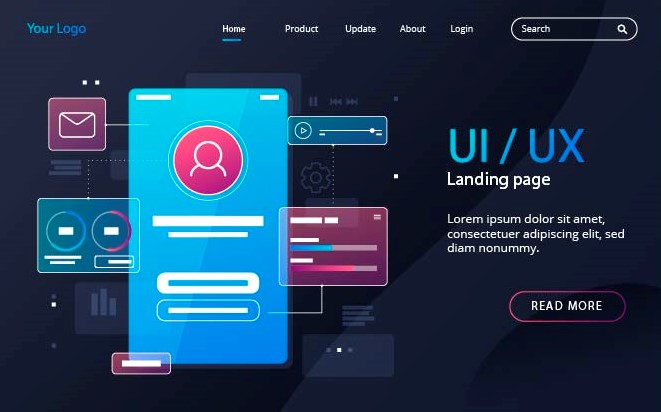 Your Logo
Home
Product
Update
About
Login
Search
UI / UX
Landing page
Lorem ipsum dolor sit amet,
consectetuer adipiscing elit, sed
diam nonummy.
READ MORE